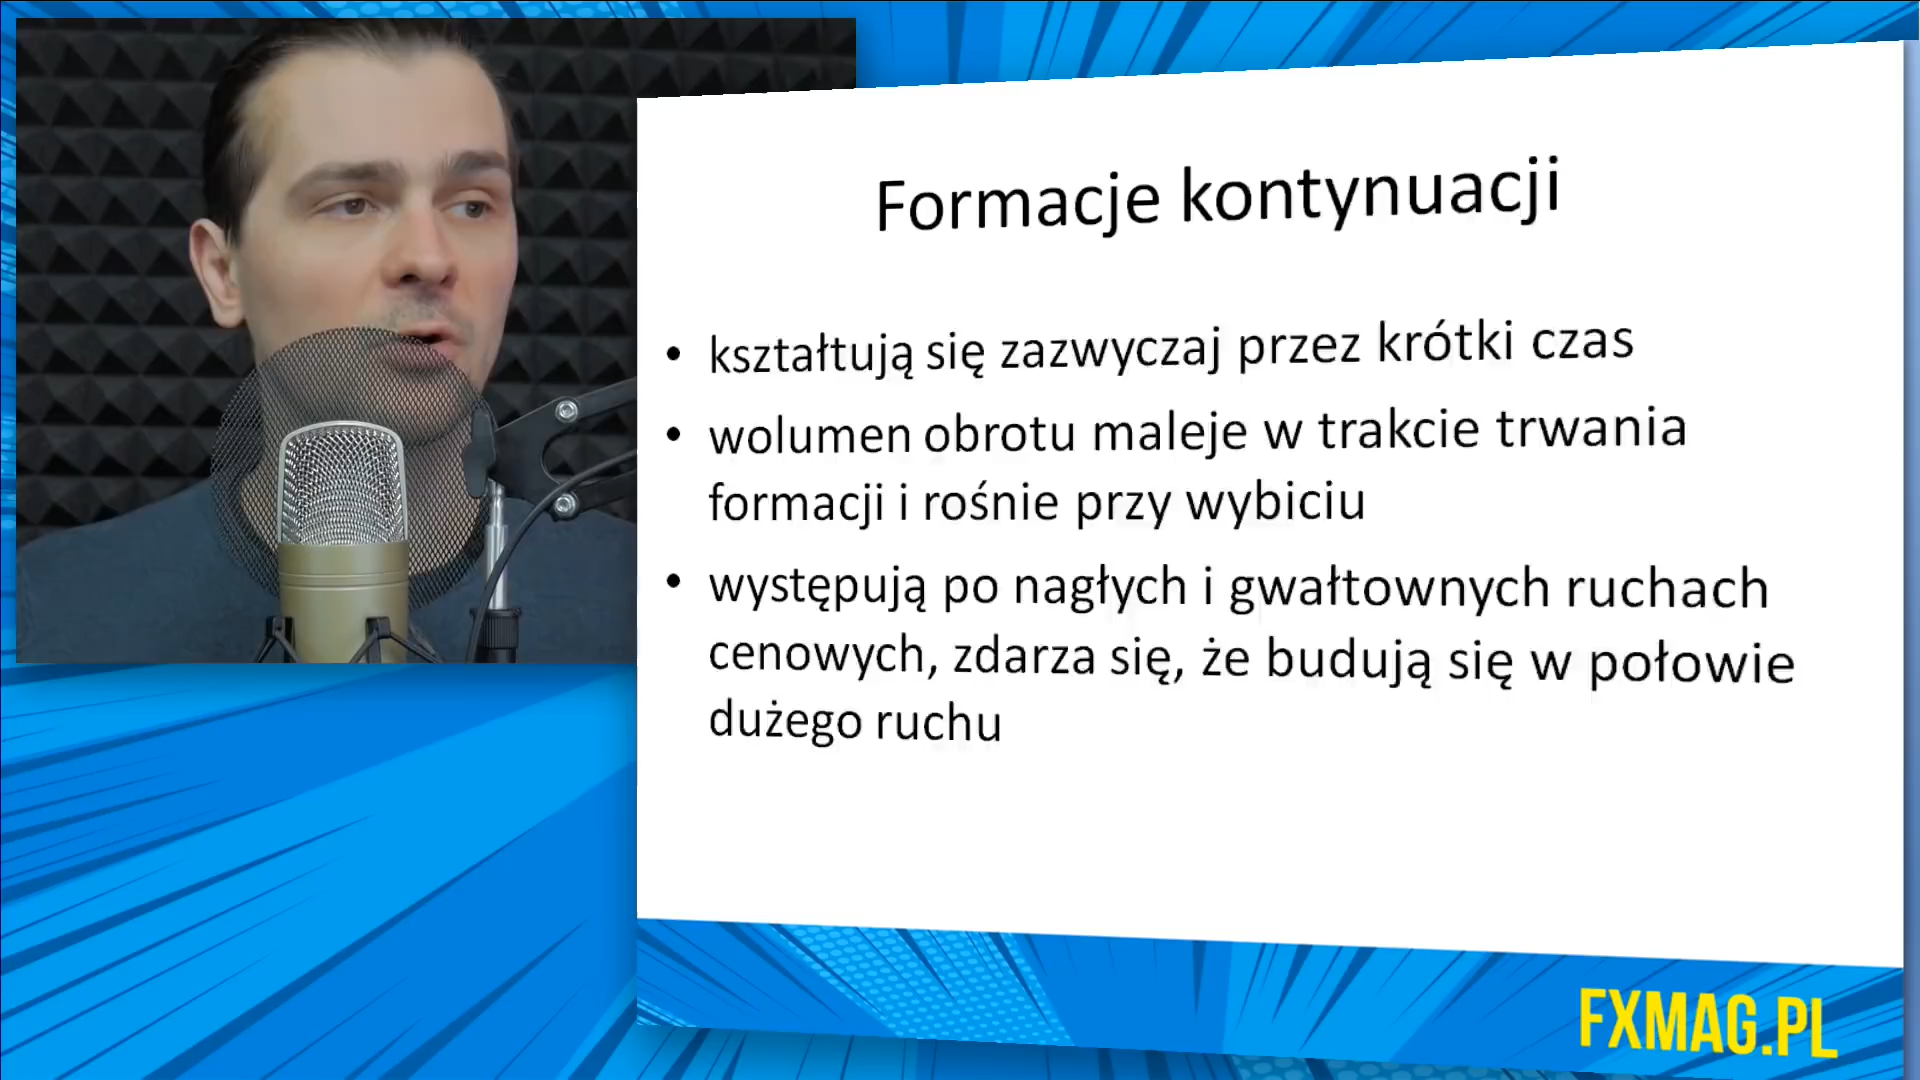 Formacje kontynuacji
• kształtują się zazwyczaj przez krótki czas
• wolumen obrotu maleje w trakcie trwania
formacji i rośnie przy wybiciu
• występują po nagłych i gwałtownych ruchach
cenowych, zdarza się, że budują się w połowie
dużego ruchu
FXMAG.PL